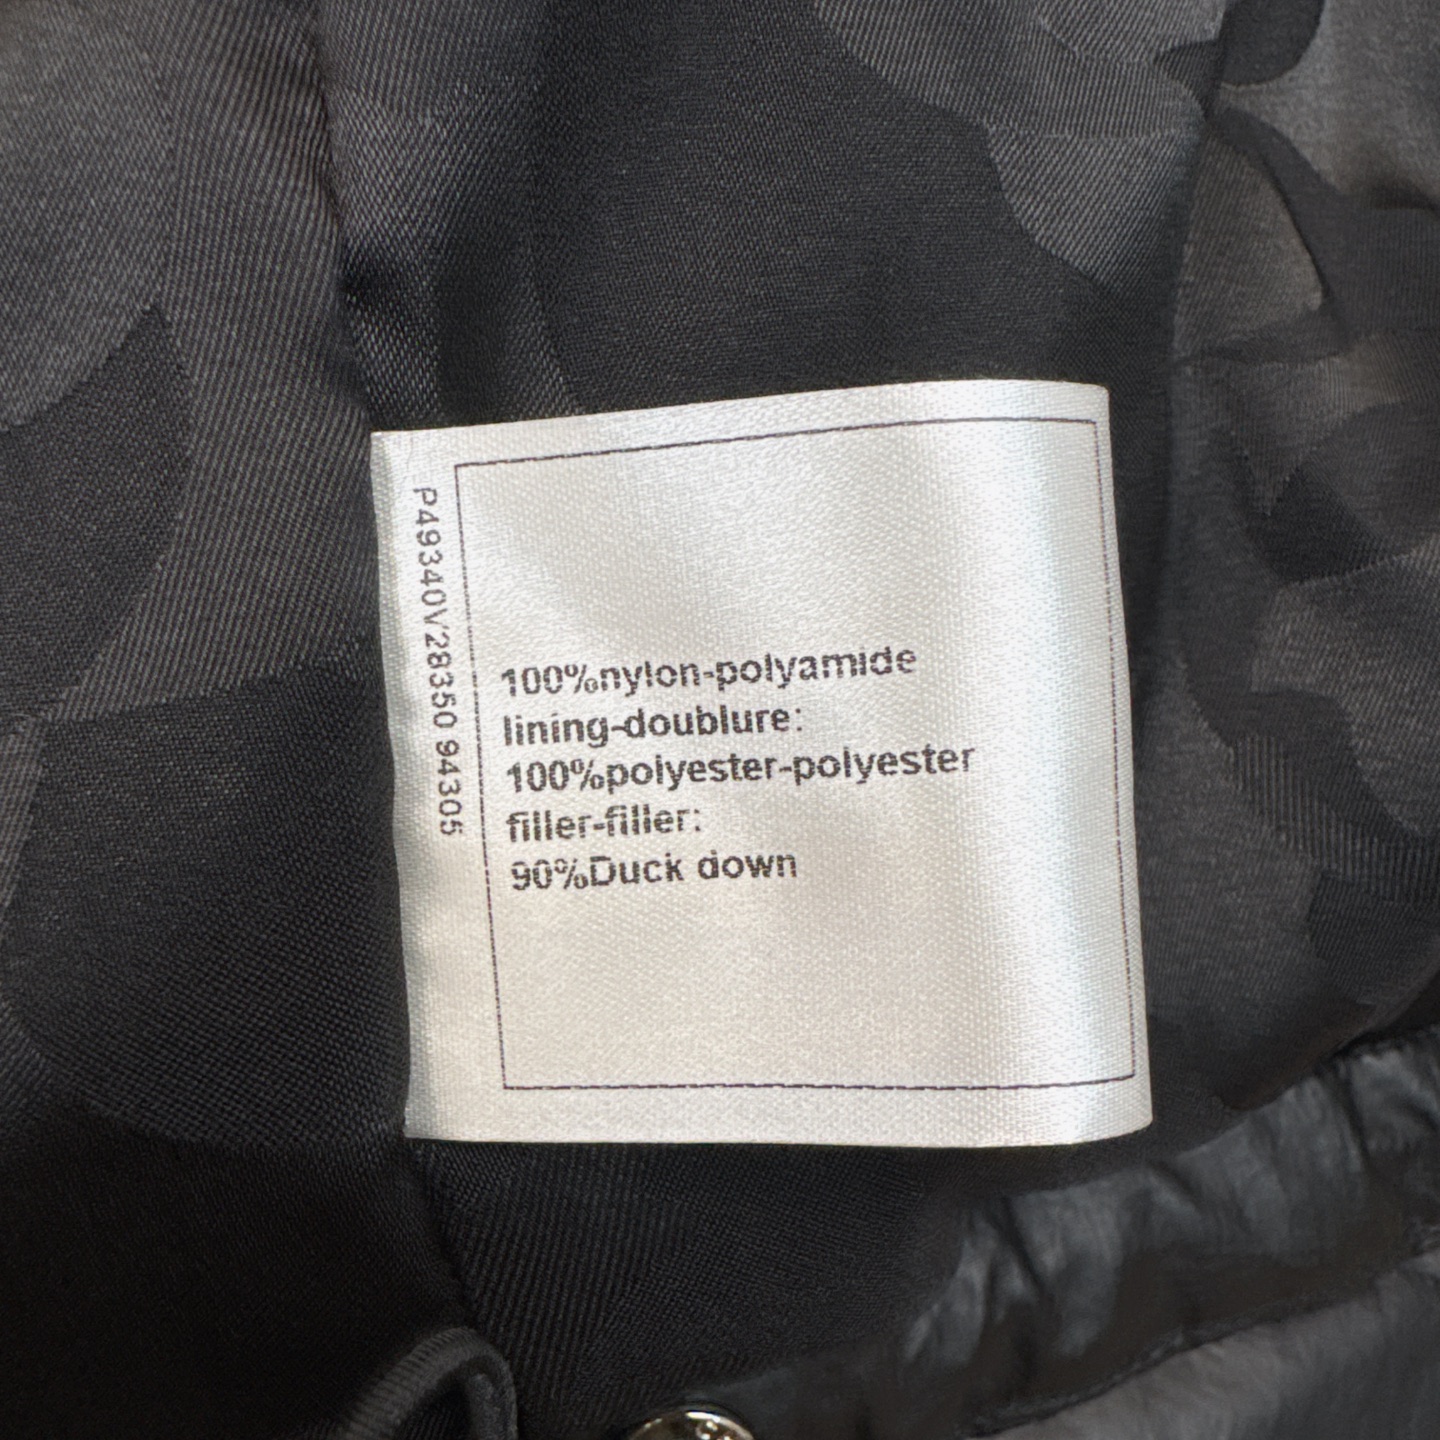 P49340V28350 94305
100%nylon-polyamide
lining-doublure:
100%polyester-polyester
filler-filler:
90%Duck down